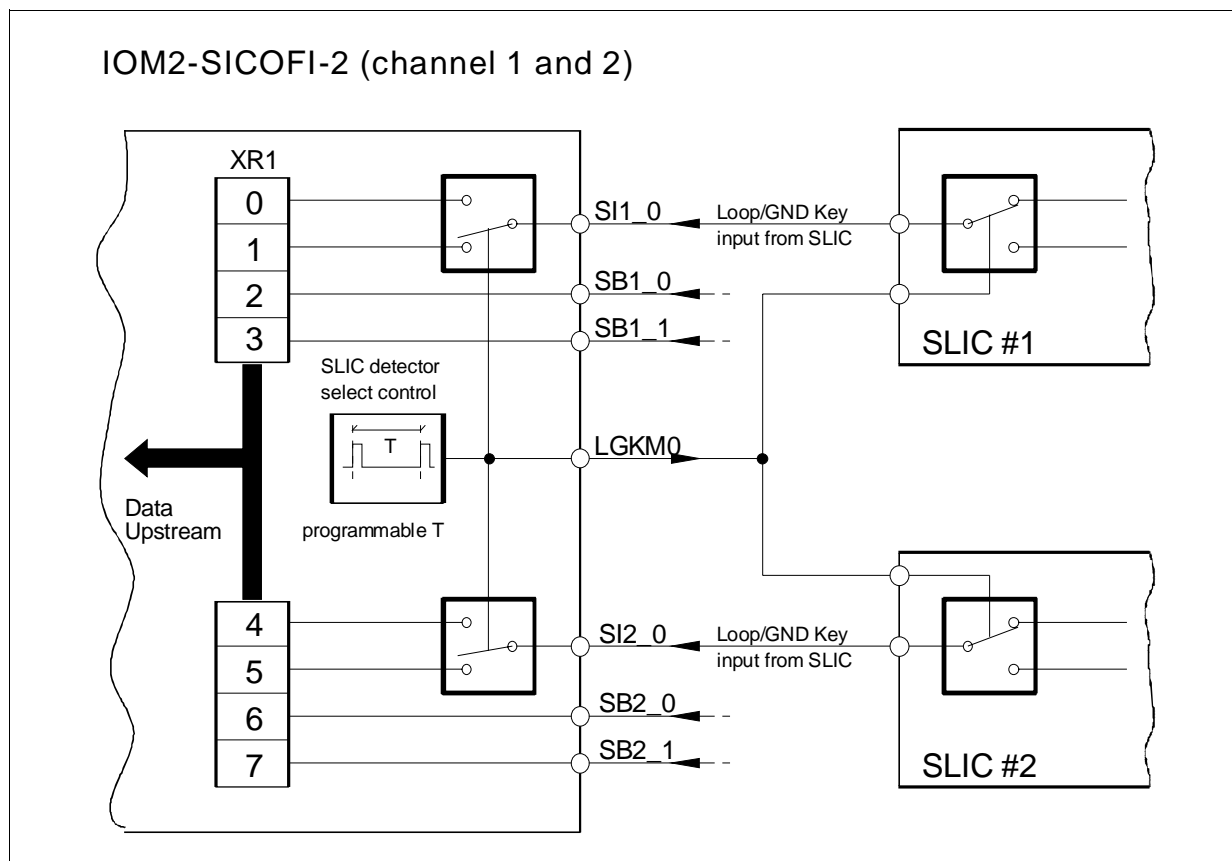 IOM2-SICOFI-2 (channel 1 and 2)
XR1
0
1
2
3
SI1_0
SB1_0
SB1_1
Loop/GND Key
input from SLIC
SLIC #1
SLIC detector
select control
T
programmable T
LGKM0
Data
Upstream
4
5
6
7
SI2_0
SB2_0
SB2_1
Loop/GND Key
input from SLIC
SLIC #2